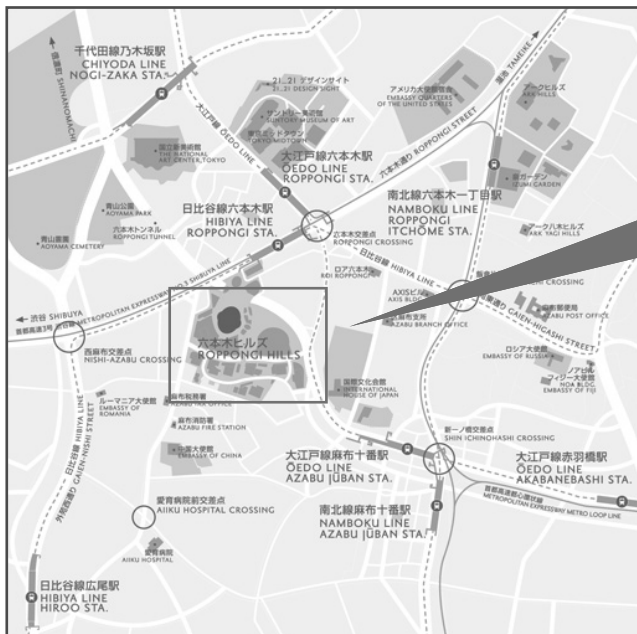 千代田線乃木坂駅
CHIYODA LINE
NOGI-ZAKA STA.
信濃町 SHINANOMACHI
大江戸線 ŌEDO LINE
21_21 デザインサイト
21_21 DESIGN SIGHT
サントリー美術館
SUNTORY MUSEUM OF ART
東京ミッドタウン
TOKYO MIDTOWN
国立新美術館
THE NATIONAL
ART CENTER, TOKYO
アメリカ大使館宿舎
EMBASSY QUARTERS
OF THE UNITED STATES
溜池 TAMEIKE
アークヒルズ
ARK HILLS
六本木通り ROPPONGI STREET
大江戸線六本木駅
ŌEDO LINE
ROPPONGI STA.
泉ガーデン
IZUMI GARDEN
日比谷線六本木駅
HIBIYA LINE
ROPPONGI STA.
南北線六本木一丁目駅
NAMBOKU LINE
ROPPONGI
ITCHŌME STA.
青山公園
AOYAMA PARK
六本木トンネル
ROPPONGI TUNNEL
青山霊園
AOYAMA CEMETERY
六本木交差点
ROPPONGI CROSSING
アーク八木ヒルズ
ARK YAGI HILLS
日比谷線 HIBIYA LINE
ロア六本木
ROI ROPPONGI
CROSSING
AXISビル
AXIS BLDG.
麻布支所
AZABU BRANCH OFFICE
麻布郵便局
AZABU POST OFFICE
GAIEN-HIGASHI STREET
渋谷 SHIBUYA
首都高速3号 渋谷線 METROPOLITAN EXPRESSWAY NO.3 SHIBUYA LINE
六本木ヒルズ
ROPPONGI HILLS
西麻布交差点
NISHI-AZABU CROSSING
ロシア大使館
EMBASSY OF RUSSIA
ノアビル
フィジー大使館
NOA BLDG.
EMBASSY OF FIJI
国際文化会館
INTERNATIONAL
HOUSE OF JAPAN
ルーマニア大使館
EMBASSY OF
ROMANIA
麻布税務署
AZABU TAX OFFICE
麻布消防署
AZABU FIRE STATION
中国大使館
EMBASSY OF CHINA
日比谷線 HIBIYA LINE
外苑西通り GAIEN-NISHI STREET
新一ノ橋交差点
SHIN ICHINOHASHI CROSSING
大江戸線麻布十番駅
ŌEDO LINE
AZABU JŪBAN STA.
大江戸線赤羽橋駅
ŌEDO LINE
AKABANEBASHI STA.
首都高速都心環状線
METROPOLITAN EXPRESSWAY METRO LOOP LINE
南北線麻布十番駅
NAMBOKU LINE
AZABU JŪBAN STA.
愛育病院前交差点
AIIKU HOSPITAL CROSSING
愛育病院
AIIKU HOSPITAL
日比谷線広尾駅
HIBIYA LINE
HIROO STA.